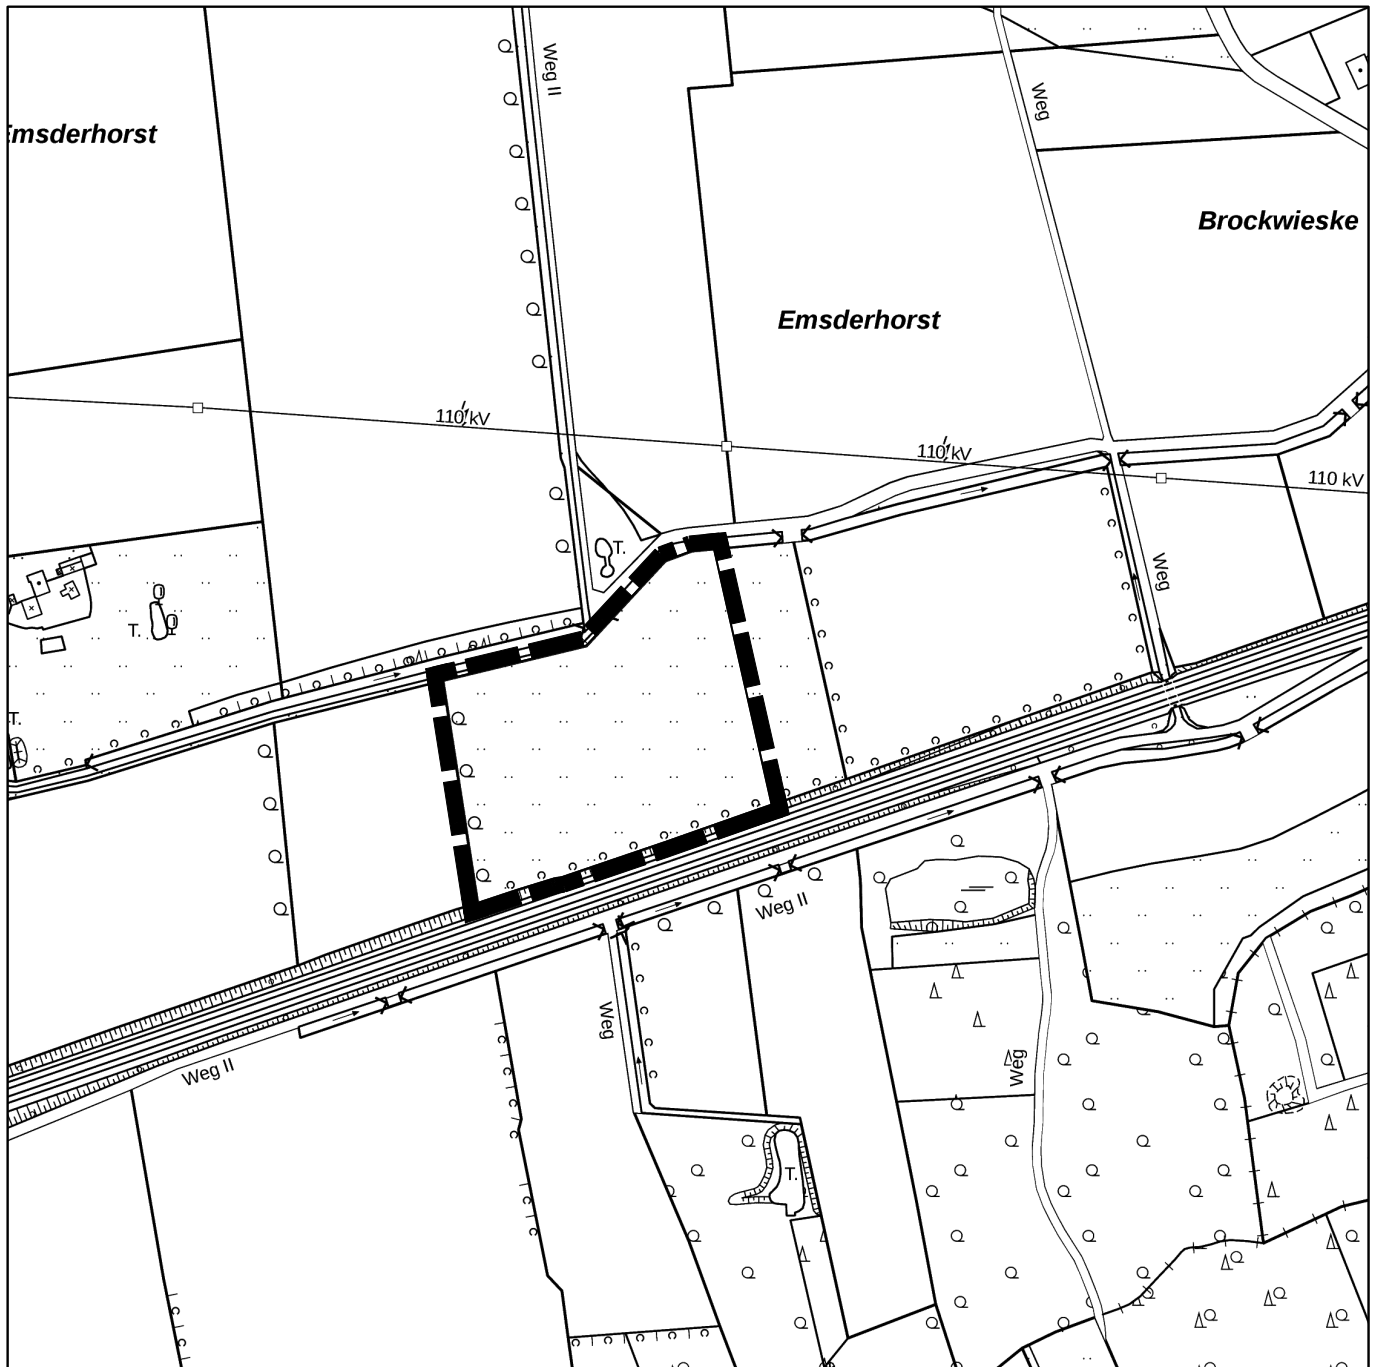 Weg II
Weg
Emsderhorst
Brockwieske
Emsderhorst
110 kV
110 kV
110 kV
T.
Weg
T.
T.
Weg II
Weg
Weg
Weg II
T.